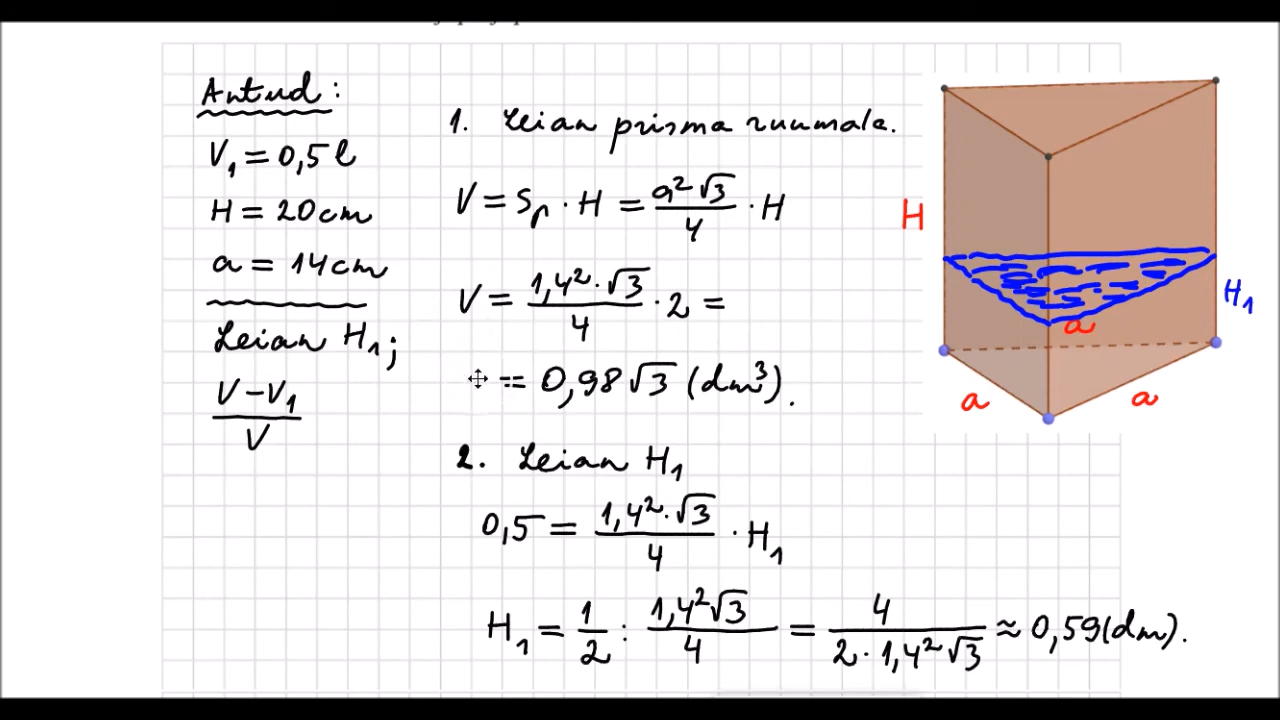 Antud:
V₁ = 0,5 l
H = 20 cm
a = 14 cm
Leian H₁;
(V - V₁)/V
1. Leian prisma ruumala.
V = Sₚ · H = (a²√3)/4 · H
V = (1,4² · √3)/4 · 2 =
= 0,98√3 (dm³).
2. Leian H₁
0,5 = (1,4² · √3)/4 · H₁
H₁ = 1/2 : (1,4²√3)/4 = 4/(2 · 1,4²√3) ≈ 0,59(dm).
H
H₁
a
a
a